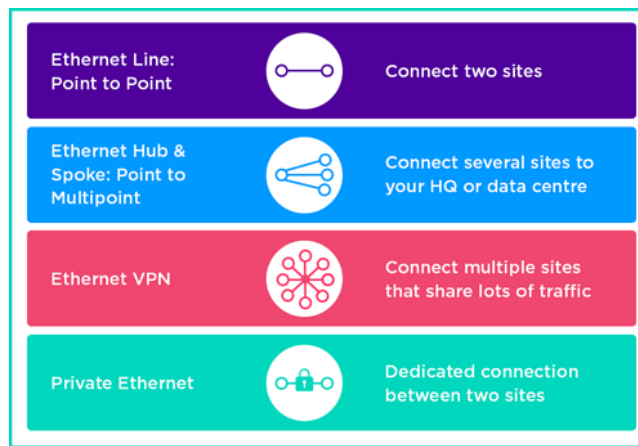 Ethernet Line:
Point to Point
Connect two sites
Ethernet Hub &
Spoke: Point to
Multipoint
Connect several sites to
your HQ or data centre
Ethernet VPN
Connect multiple sites
that share lots of traffic
Private Ethernet
Dedicated connection
between two sites